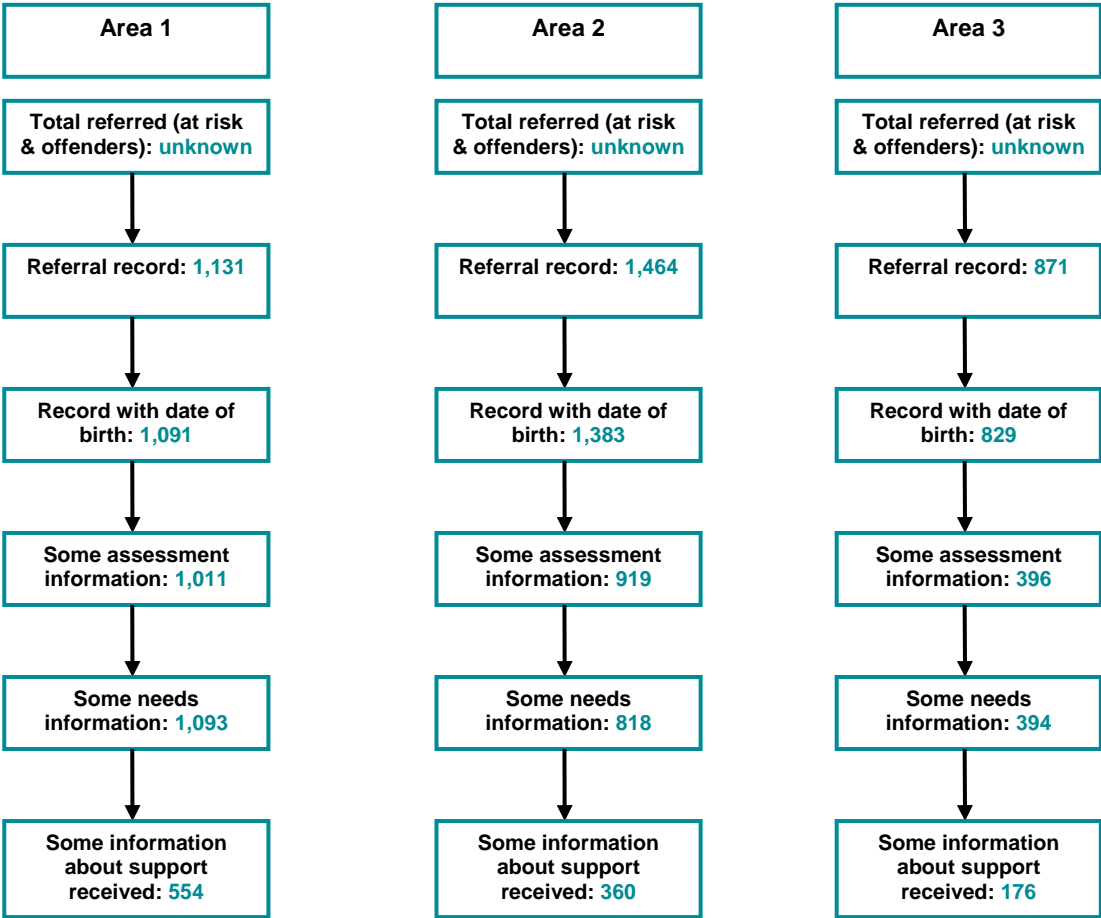 Area 1
Total referred (at risk
& offenders): unknown
Referral record: 1,131
Record with date of
birth: 1,091
Some assessment
information: 1,011
Some needs
information: 1,093
Some information
about support
received: 554
Area 2
Total referred (at risk
& offenders): unknown
Referral record: 1,464
Record with date of
birth: 1,383
Some assessment
information: 919
Some needs
information: 818
Some information
about support
received: 360
Area 3
Total referred (at risk
& offenders): unknown
Referral record: 871
Record with date of
birth: 829
Some assessment
information: 396
Some needs
information: 394
Some information
about support
received: 176